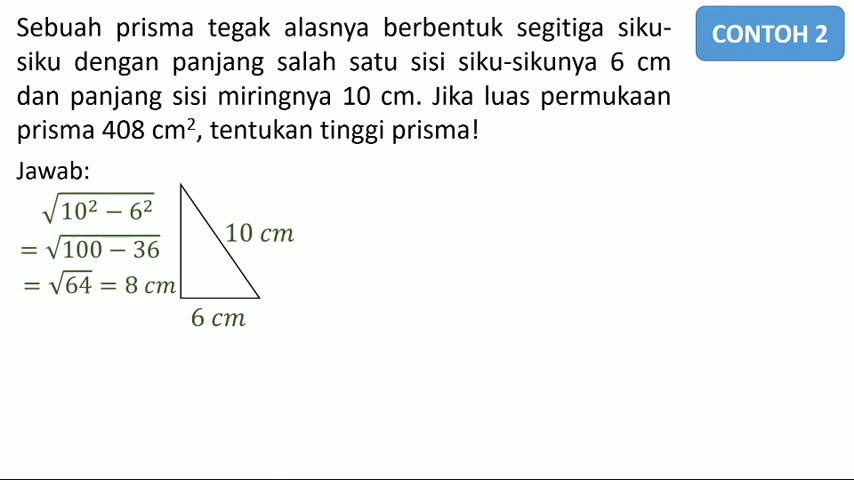 Sebuah prisma tegak alasnya berbentuk segitiga siku-
siku dengan panjang salah satu sisi siku-sikunya 6 cm
dan panjang sisi miringnya 10 cm. Jika luas permukaan
prisma 408 cm², tentukan tinggi prisma!
CONTOH 2
Jawab:
√(10² − 6²)
= √(100 − 36)
= √64 = 8 cm
10 cm
6 cm